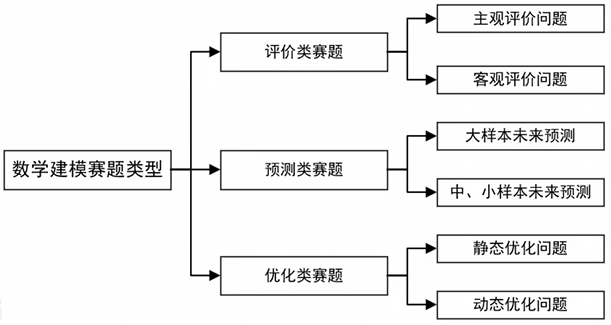 数学建模赛题类型
评价类赛题
主观评价问题
客观评价问题
预测类赛题
大样本未来预测
中、小样本未来预测
优化类赛题
静态优化问题
动态优化问题